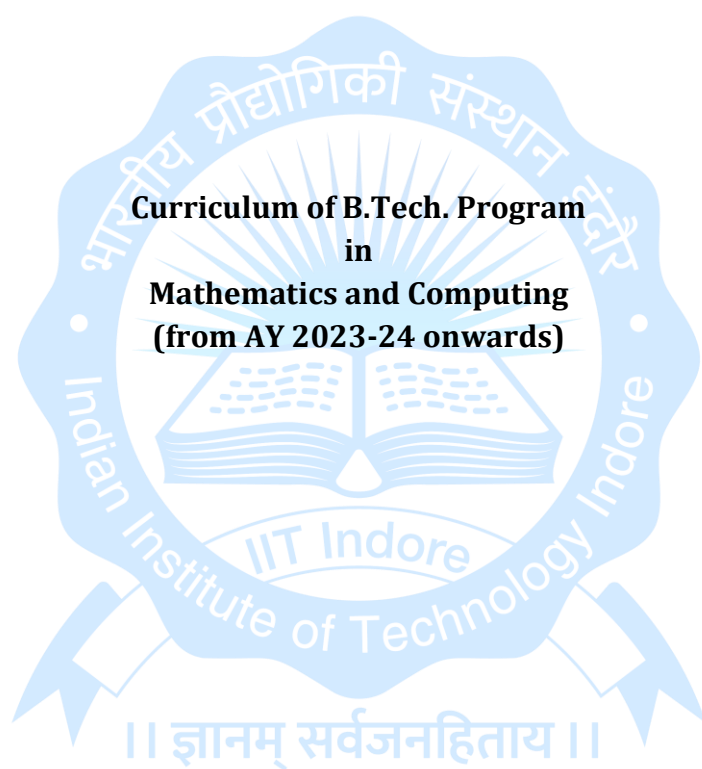 भारतीय प्रौद्योगिकी संस्थान इंदौर
Curriculum of B.Tech. Program
in
Mathematics and Computing
(from AY 2023-24 onwards)
IIT Indore
Indian Institute of Technology Indore
।। ज्ञानम् सर्वजनहिताय ।।